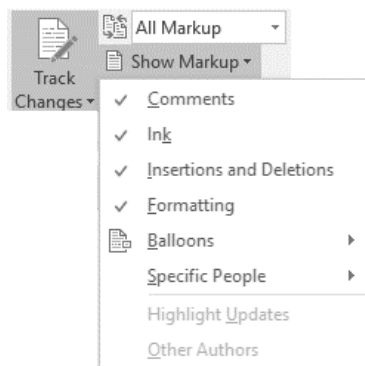 All Markup
Show Markup
Track
Changes
Comments
Ink
Insertions and Deletions
Formatting
Balloons
Specific People
Highlight Updates
Other Authors